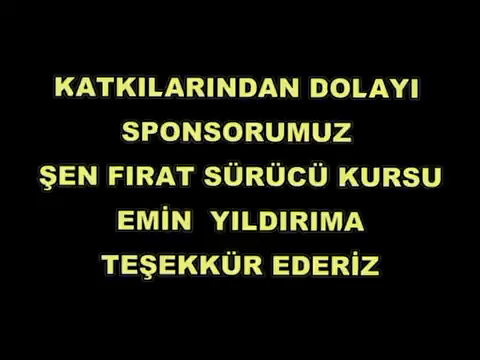 KATKILARINDAN DOLAYI
SPONSORUMUZ
ŞEN FIRAT SÜRÜCÜ KURSU
EMİN YILDIRIMA
TEŞEKKÜR EDERİZ